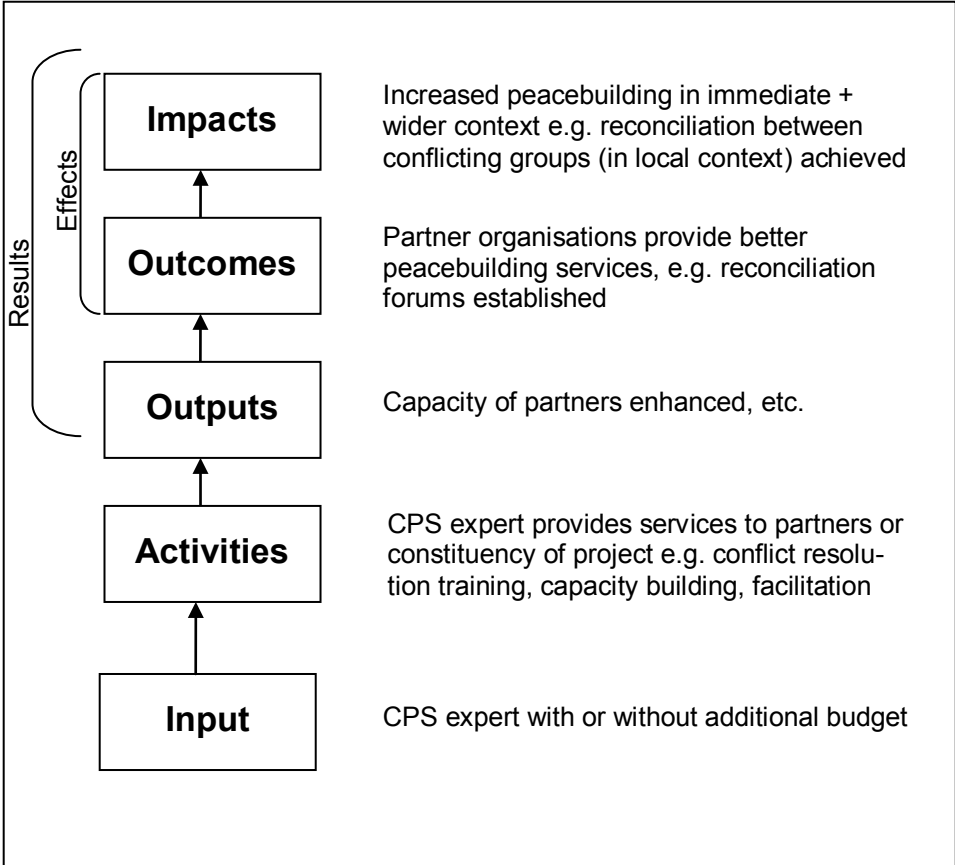 Results
Effects
Impacts
Increased peacebuilding in immediate +
wider context e.g. reconciliation between
conflicting groups (in local context) achieved
Outcomes
Partner organisations provide better
peacebuilding services, e.g. reconciliation
forums established
Outputs
Capacity of partners enhanced, etc.
Activities
CPS expert provides services to partners or
constituency of project e.g. conflict resolu-
tion training, capacity building, facilitation
Input
CPS expert with or without additional budget